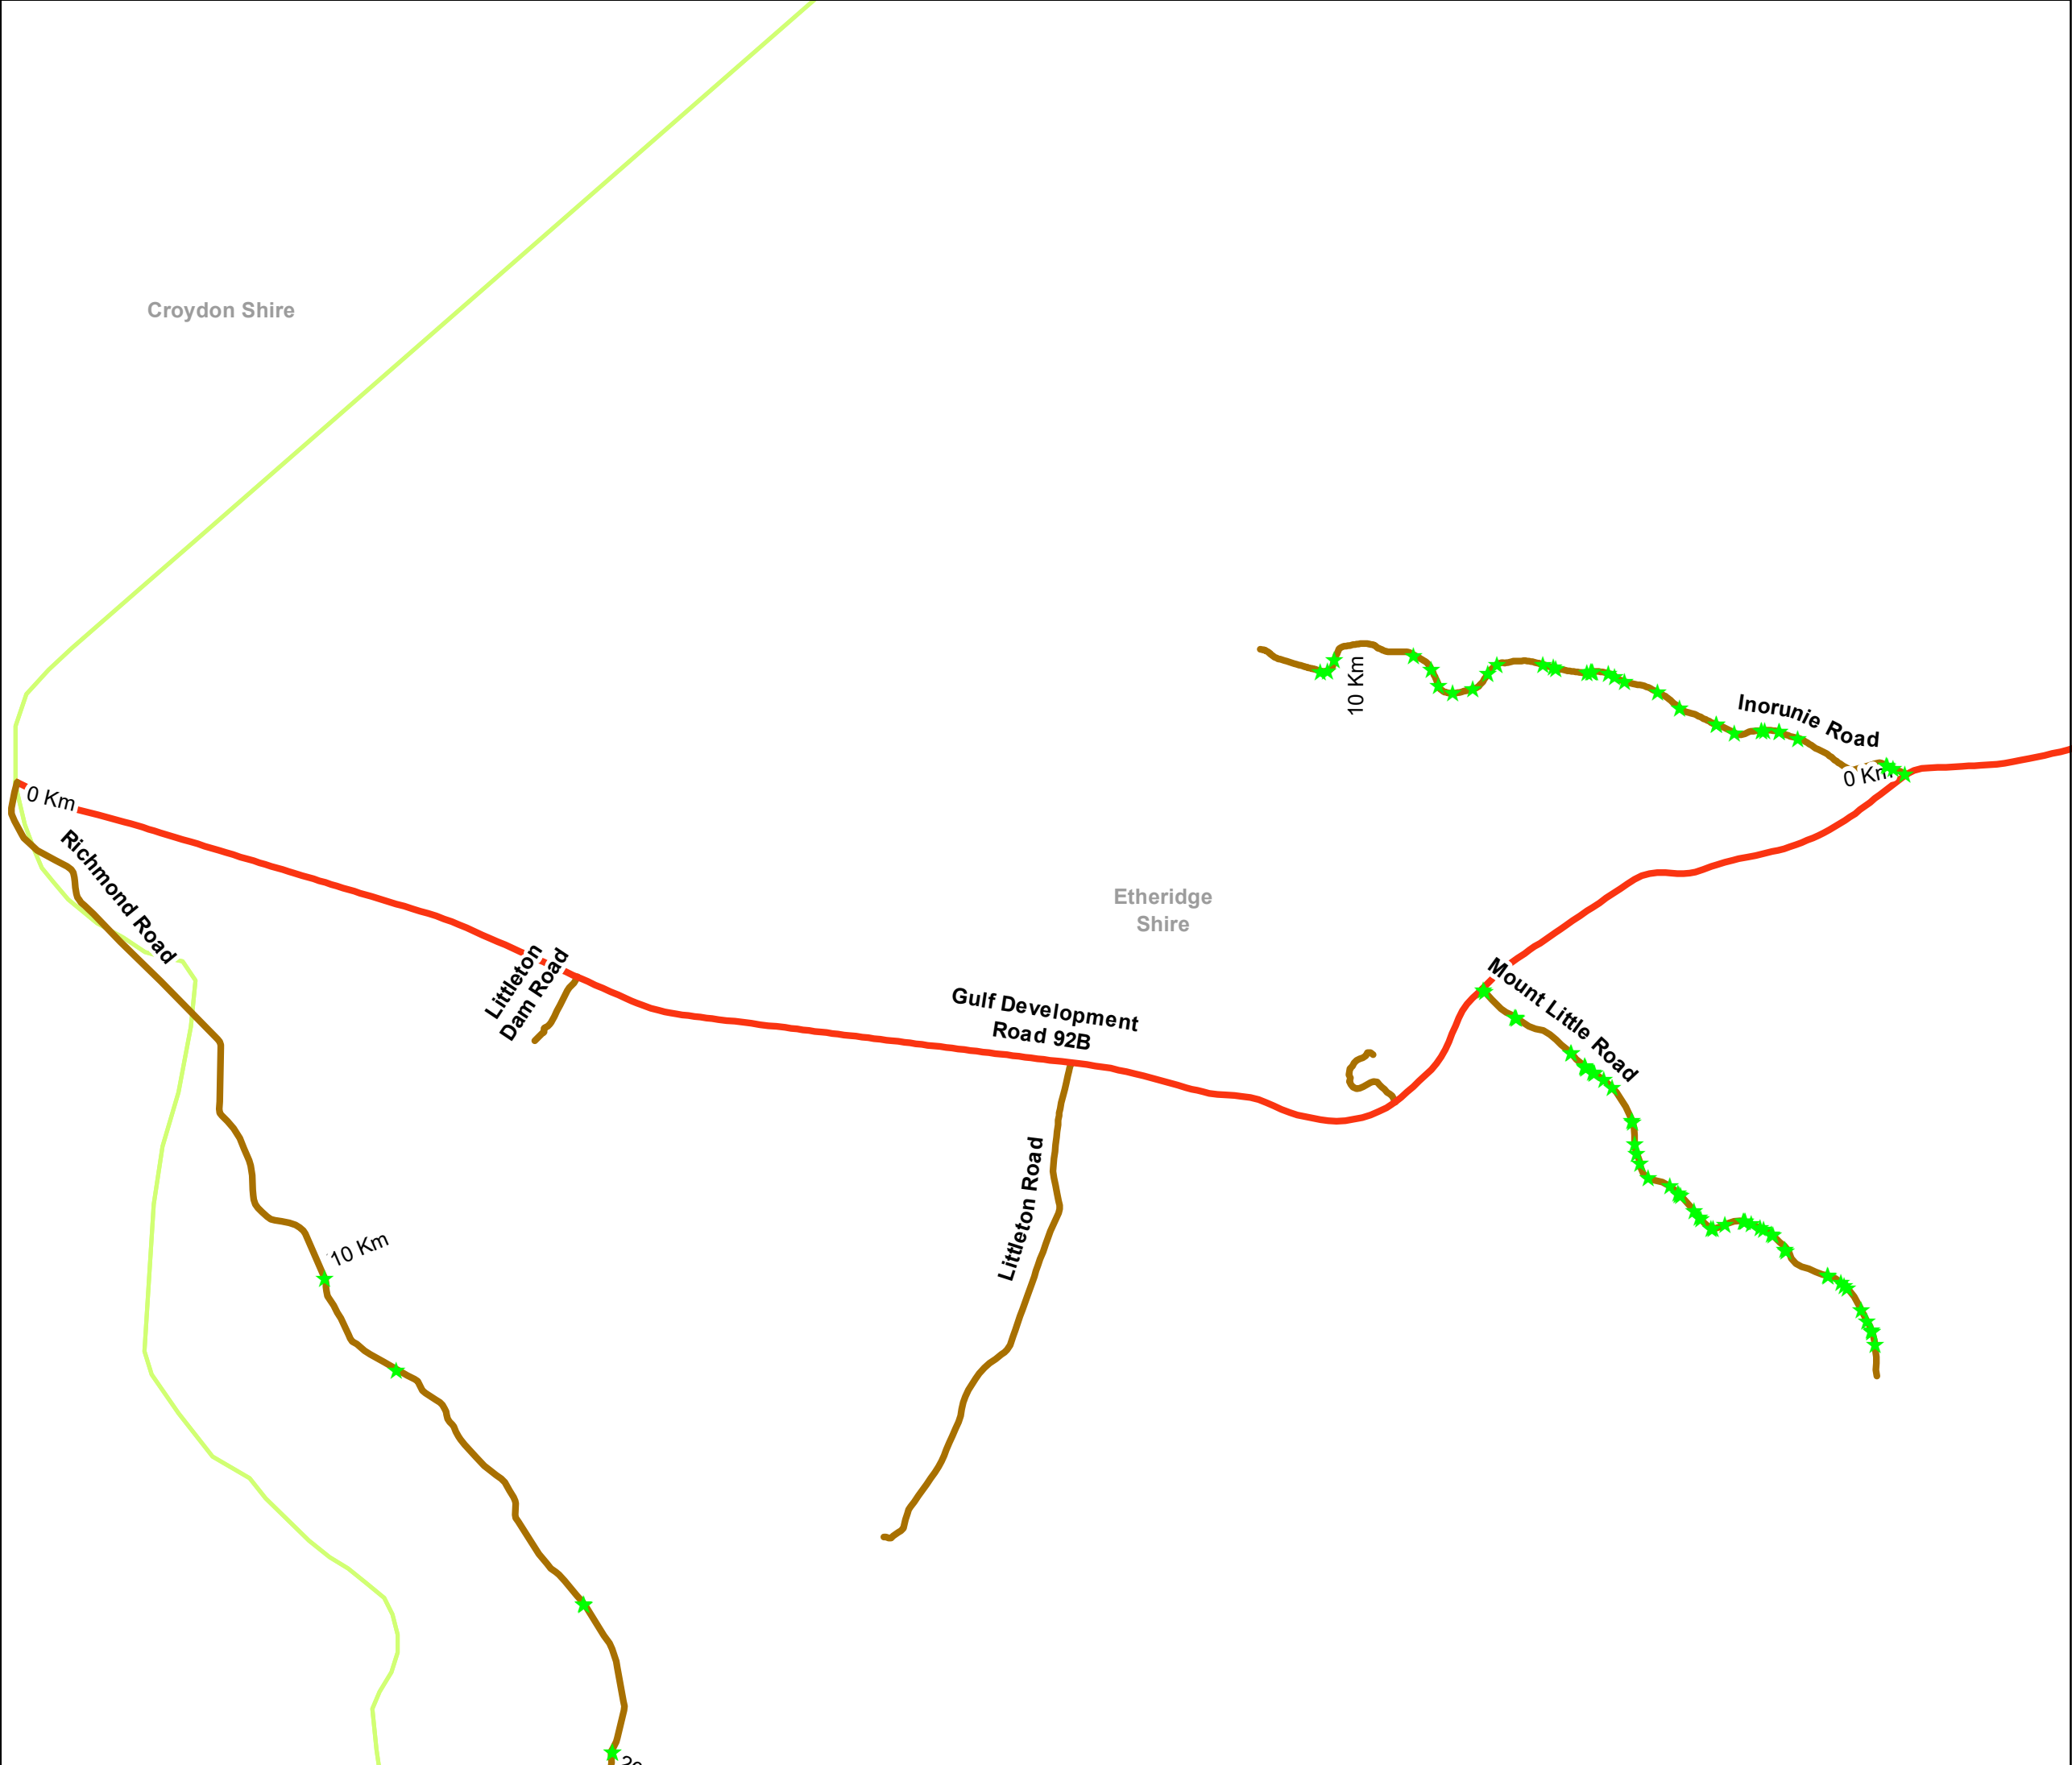 Croydon Shire
10 Km
Inorunie Road
0 Km
0 Km
Richmond Road
Etheridge
Shire
Littleton
Dam Road
Mount Little Road
Gulf Development
Road 92B
Littleton Road
10 Km